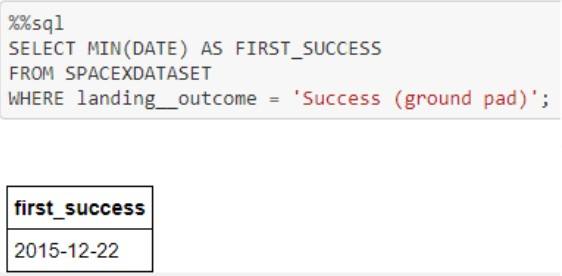 %%sql
SELECT MIN(DATE) AS FIRST_SUCCESS
FROM SPACEXDATASET
WHERE landing__outcome = 'Success (ground pad)';
first_success
2015-12-22